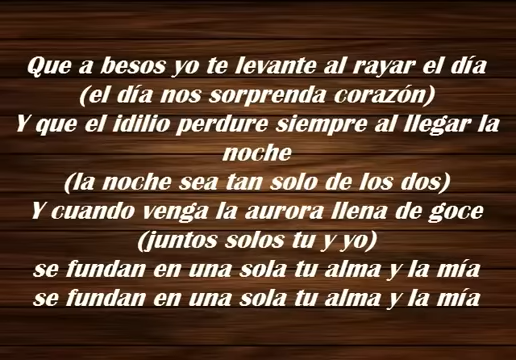 Que a besos yo te levante al rayar el día
(el día nos sorprenda corazón)
Y que el idilio perdure siempre al llegar la
noche
(la noche sea tan solo de los dos)
Y cuando venga la aurora llena de goce
(juntos solos tu y yo)
se fundan en una sola tu alma y la mía
se fundan en una sola tu alma y la mía